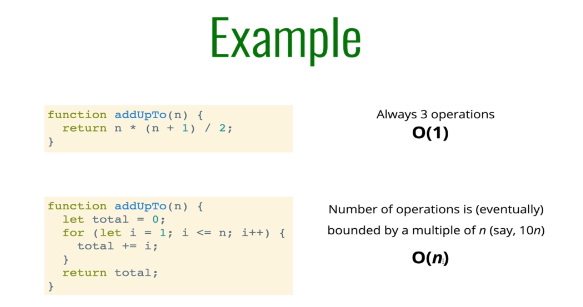 Example
function addUpTo(n) {
  return n * (n + 1) / 2;
}
Always 3 operations
O(1)
function addUpTo(n) {
  let total = 0;
  for (let i = 1; i <= n; i++) {
    total += i;
  }
  return total;
}
Number of operations is (eventually)
bounded by a multiple of n (say, 10n)
O(n)